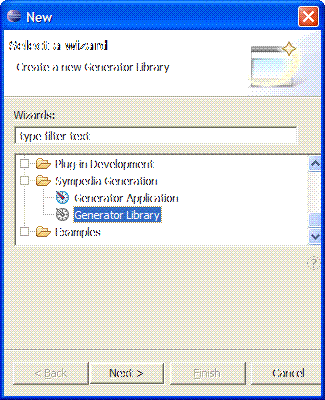 New
Select a wizard
Create a new Generator Library
Wizards:
type filter text
Plug-in Development
Sympedia Generation
Generator Application
Generator Library
Examples
?
< Back
Next >
Finish
Cancel